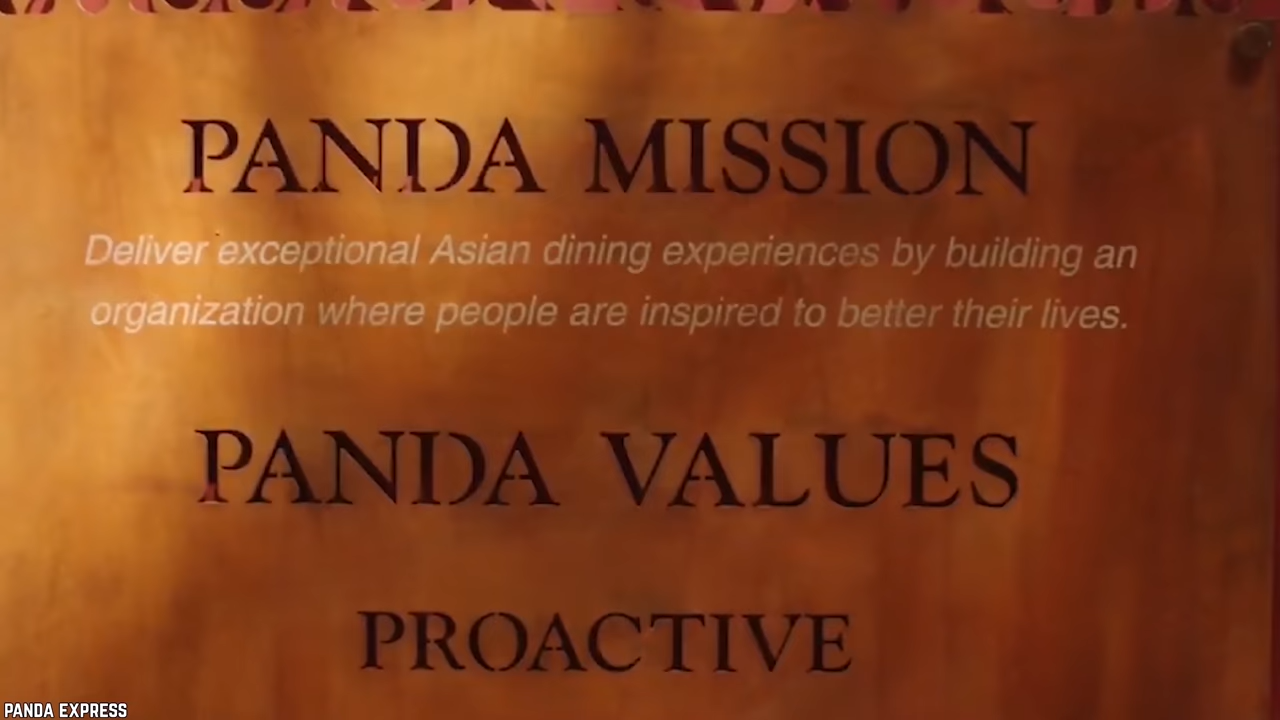 PANDA MISSION
Deliver exceptional Asian dining experiences by building an
organization where people are inspired to better their lives.
PANDA VALUES
PROACTIVE
PANDA EXPRESS